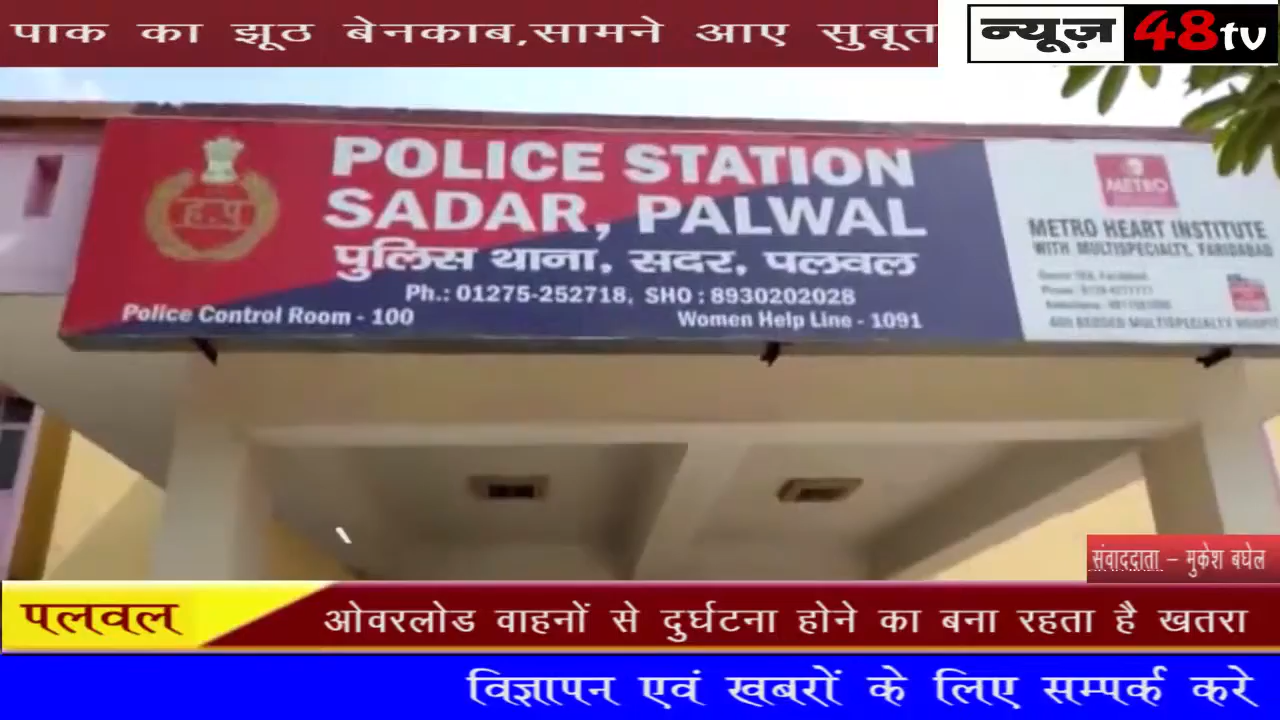 पाक का झूठ बेनकाब,सामने आए सुबूत
न्यूज़ 48tv
POLICE STATION
SADAR, PALWAL
पुलिस थाना, सदर, पलवल
Ph.: 01275-252718, SHO : 8930202028
Police Control Room - 100
Women Help Line - 1091
ह.पु
METRO
METRO HEART INSTITUTE
WITH MULTISPECIALTY, FARIDABAD
संवाददाता – मुकेश बघेल
पलवल
ओवरलोड वाहनों से दुर्घटना होने का बना रहता है खतरा
विज्ञापन एवं खबरों के लिए सम्पर्क करे